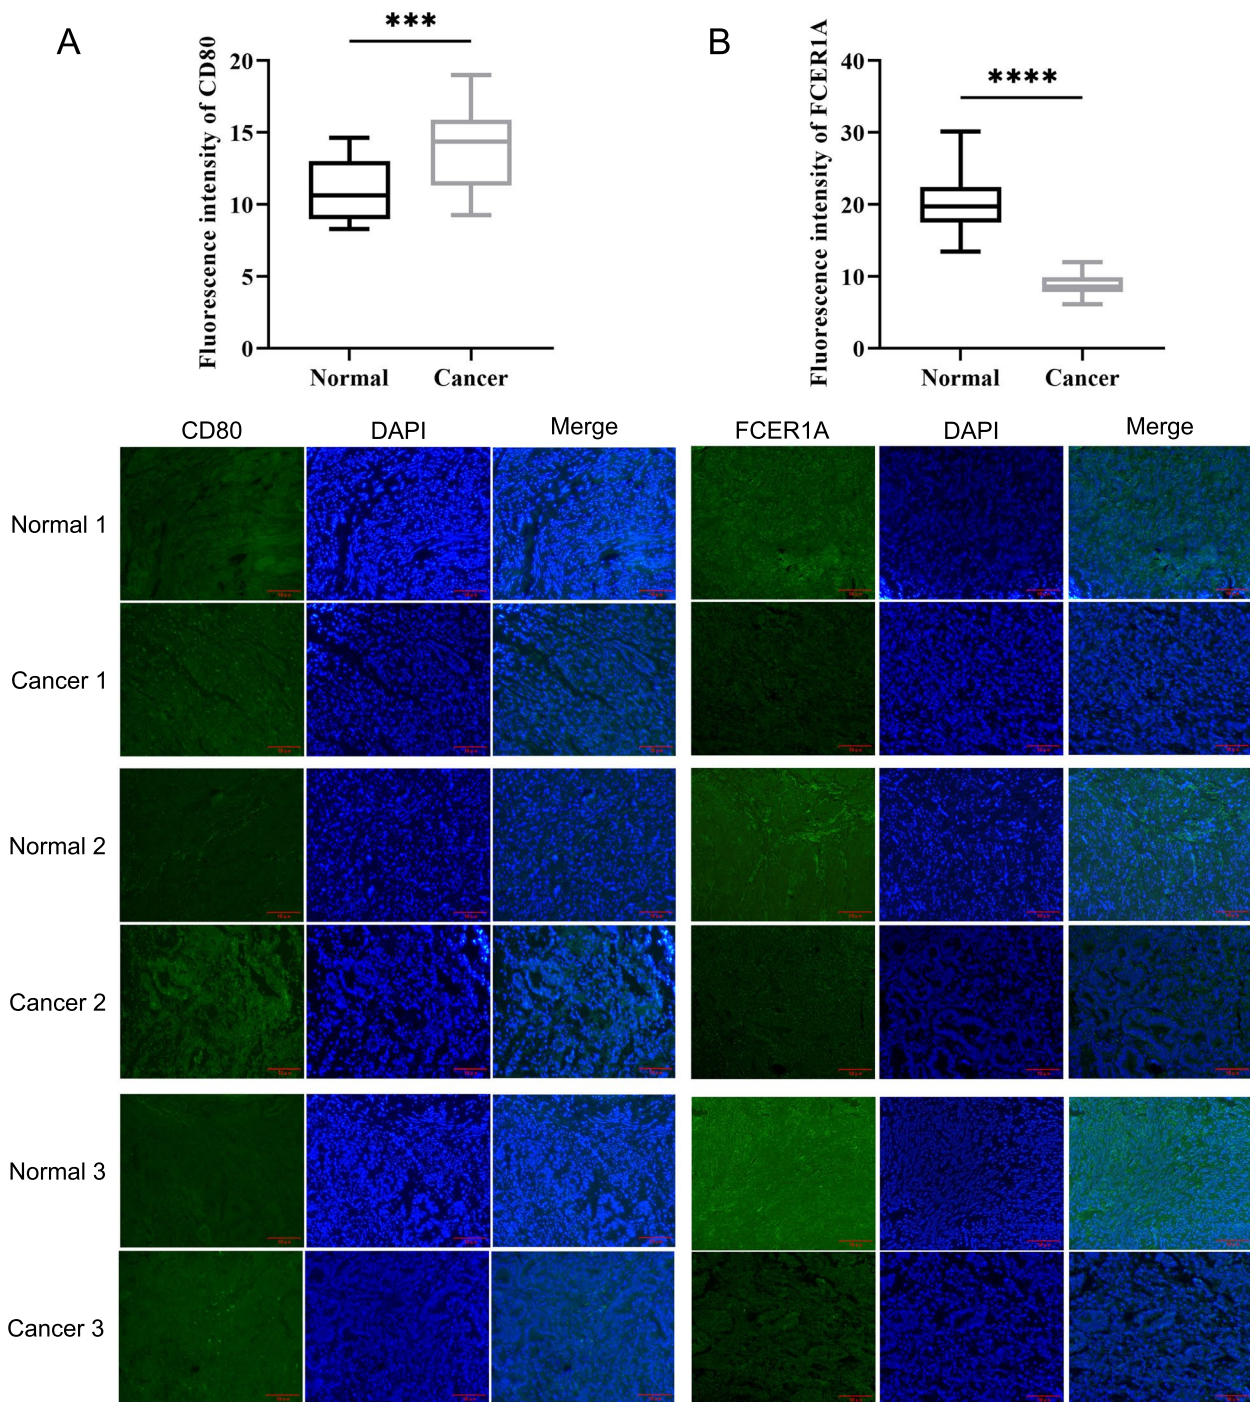 A
Fluorescence intensity of CD80
***
20
15
10
5
0
Normal Cancer
B
Fluorescence intensity of FCER1A
****
40
30
20
10
0
Normal Cancer
CD80 DAPI Merge
FCER1A DAPI Merge
Normal 1
Cancer 1
Normal 2
Cancer 2
Normal 3
Cancer 3